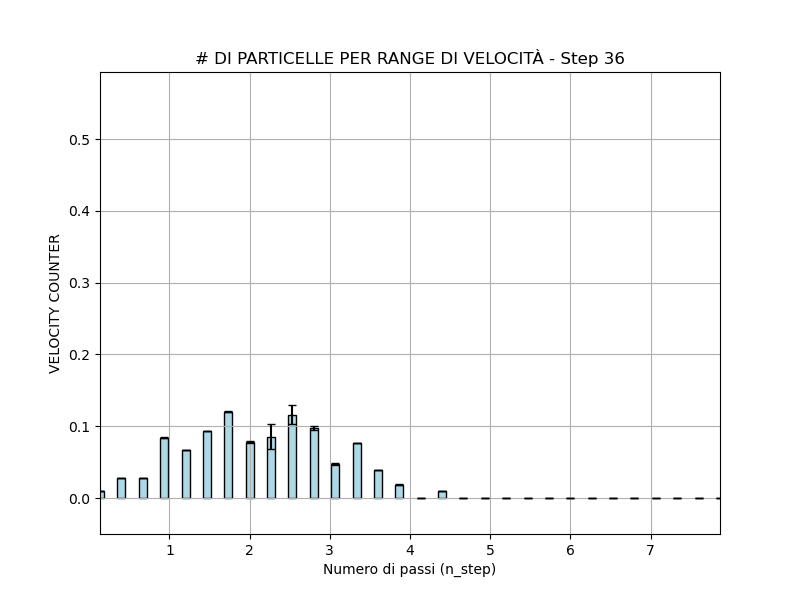 # DI PARTICELLE PER RANGE DI VELOCITÀ - Step 36
0.5
0.4
0.3
0.2
0.1
0.0
VELOCITY COUNTER
1 2 3 4 5 6 7
Numero di passi (n_step)